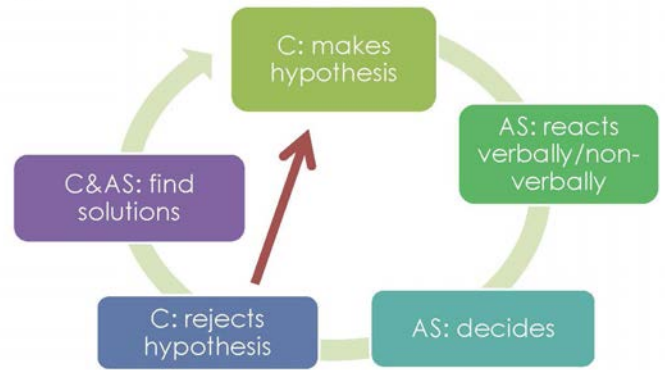 C: makes
hypothesis
AS: reacts
verbally/non-
verbally
AS: decides
C: rejects
hypothesis
C&AS: find
solutions